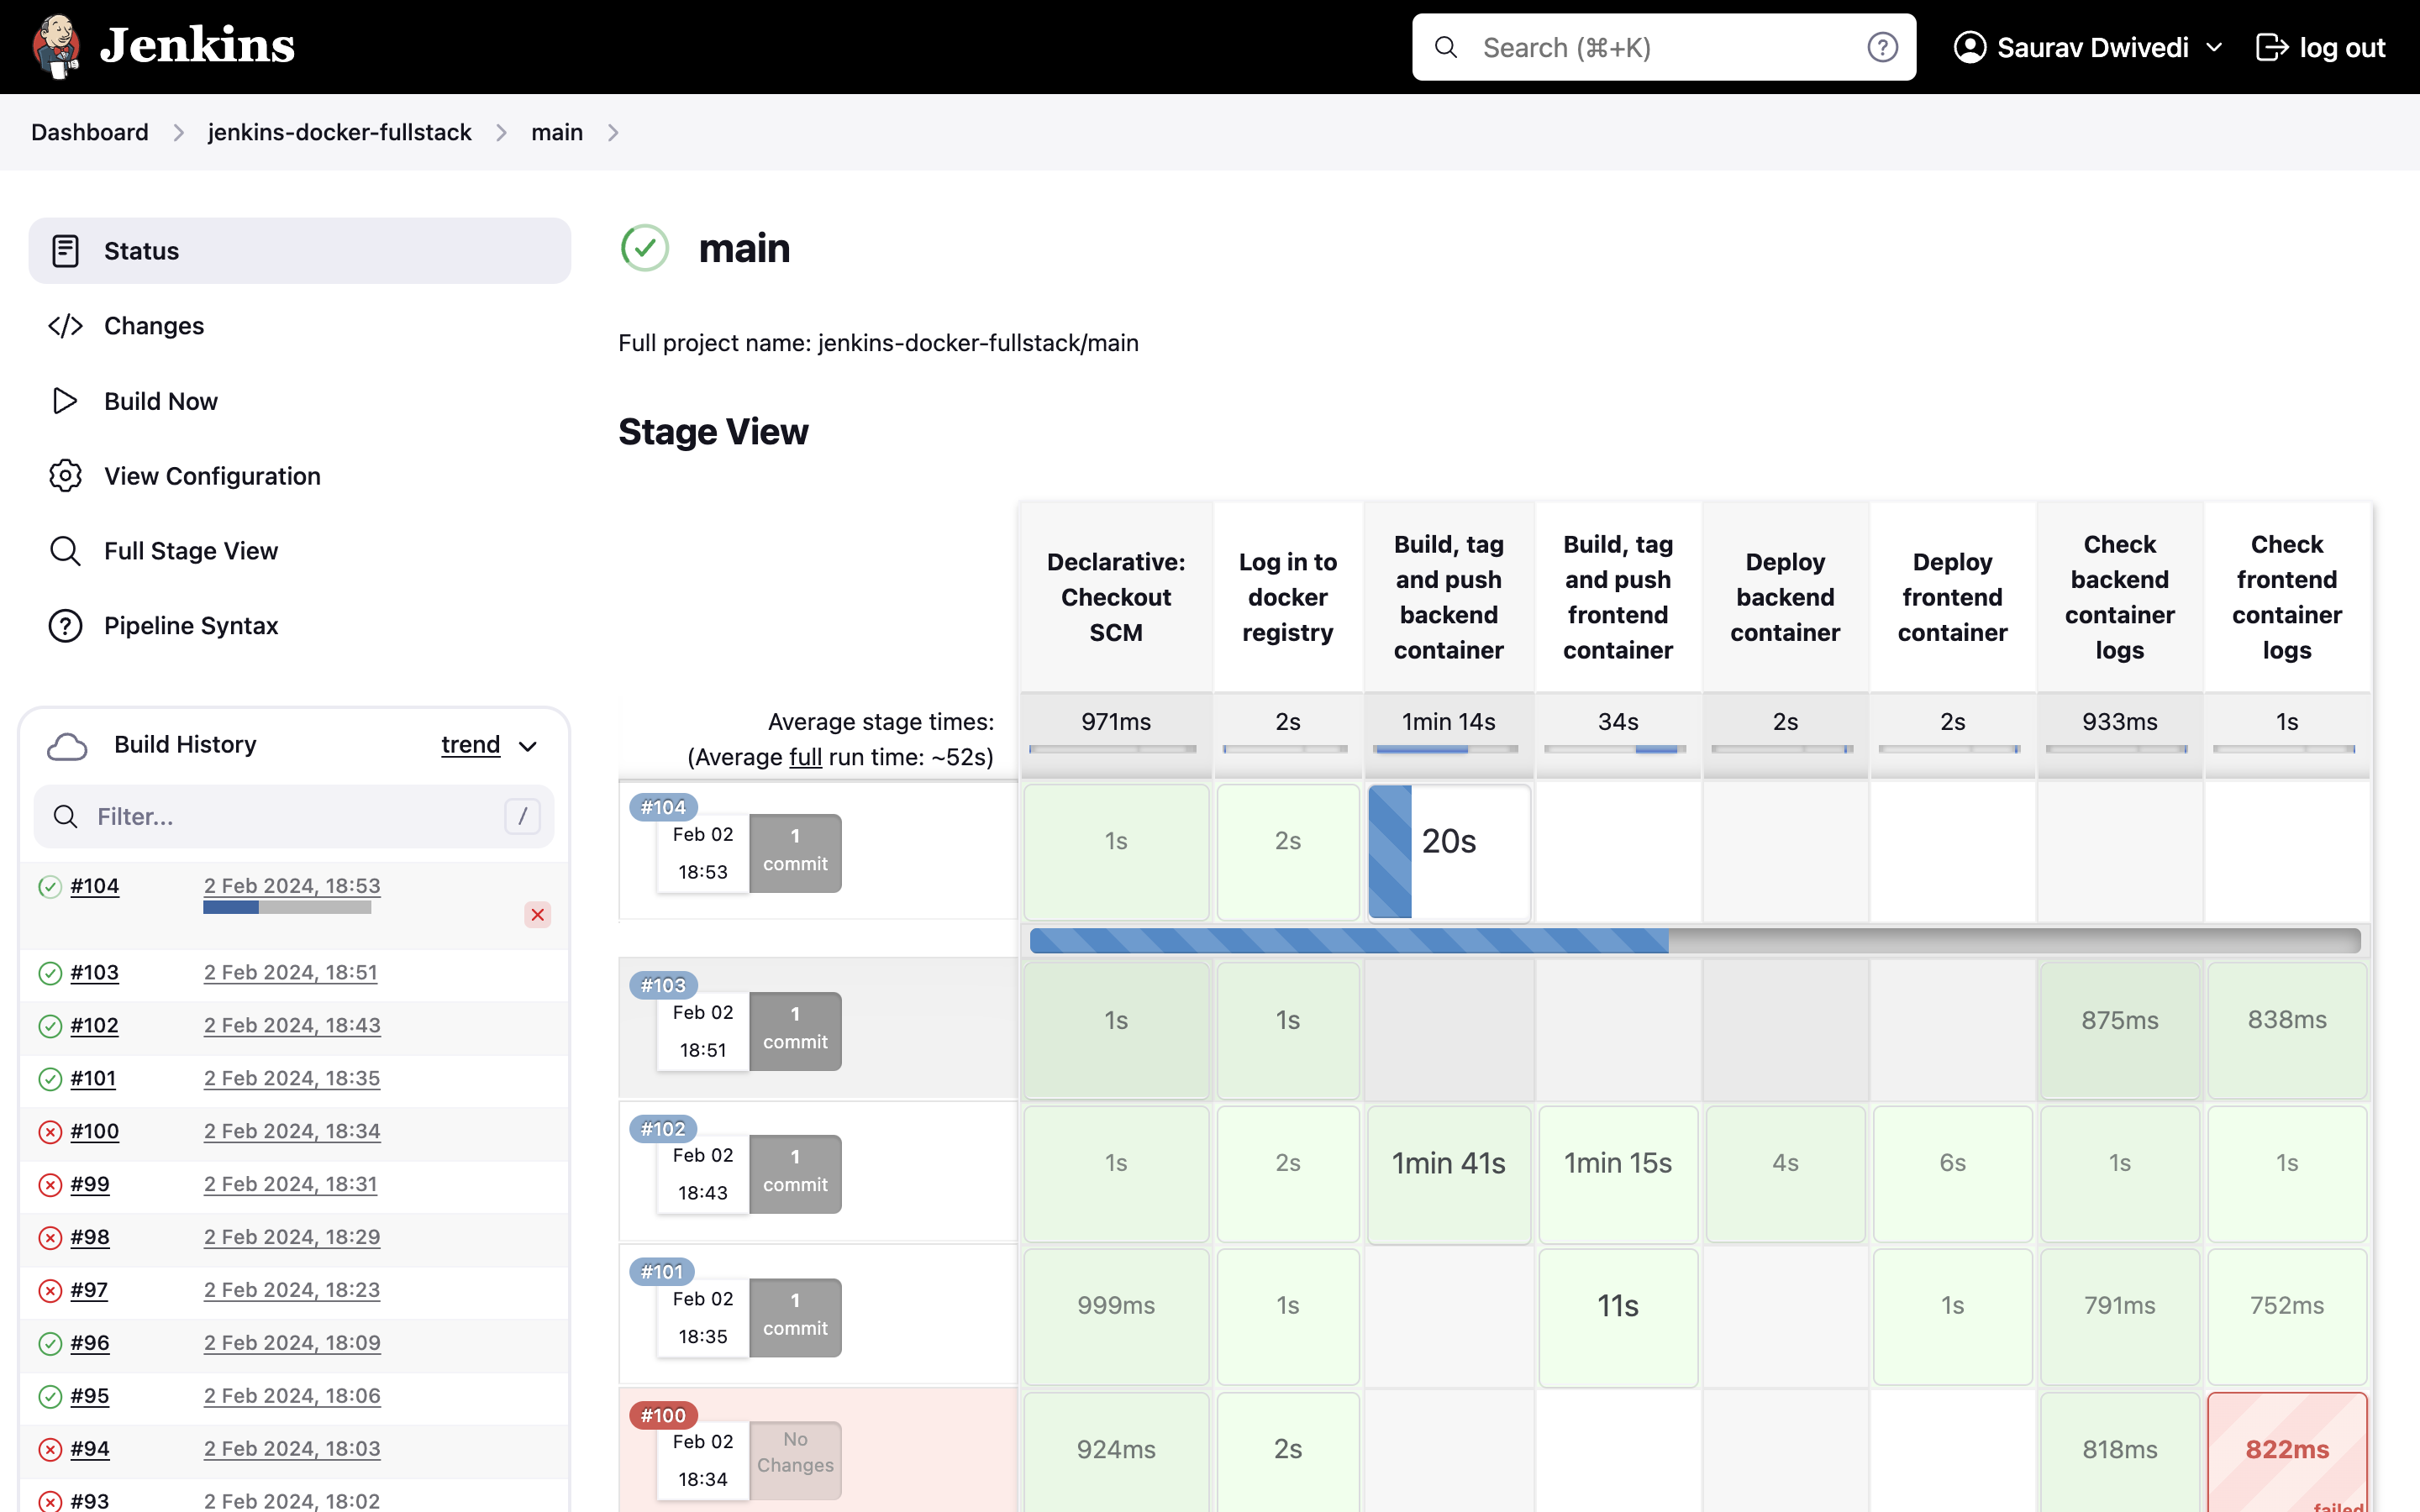 Jenkins
Search (⌘+K)
?
Saurav Dwivedi
log out
Dashboard
jenkins-docker-fullstack
main
Status
Changes
Build Now
View Configuration
Full Stage View
Pipeline Syntax
Build History
trend
Filter...
/
#104
2 Feb 2024, 18:53
#103
2 Feb 2024, 18:51
#102
2 Feb 2024, 18:43
#101
2 Feb 2024, 18:35
#100
2 Feb 2024, 18:34
#99
2 Feb 2024, 18:31
#98
2 Feb 2024, 18:29
#97
2 Feb 2024, 18:23
#96
2 Feb 2024, 18:09
#95
2 Feb 2024, 18:06
#94
2 Feb 2024, 18:03
#93
2 Feb 2024, 18:02
main
Full project name: jenkins-docker-fullstack/main
Stage View
Declarative:
Checkout
SCM
Log in to
docker
registry
Build, tag
and push
backend
container
Build, tag
and push
frontend
container
Deploy
backend
container
Deploy
frontend
container
Check
backend
container
logs
Check
frontend
container
logs
Average stage times:
(Average full run time: ~52s)
971ms
2s
1min 14s
34s
2s
2s
933ms
1s
#104
Feb 02
18:53
1
commit
1s
2s
20s
#103
Feb 02
18:51
1
commit
1s
1s
875ms
838ms
#102
Feb 02
18:43
1
commit
1s
2s
1min 41s
1min 15s
4s
6s
1s
1s
#101
Feb 02
18:35
1
commit
999ms
1s
11s
1s
791ms
752ms
#100
Feb 02
18:34
No
Changes
924ms
2s
818ms
822ms
failed